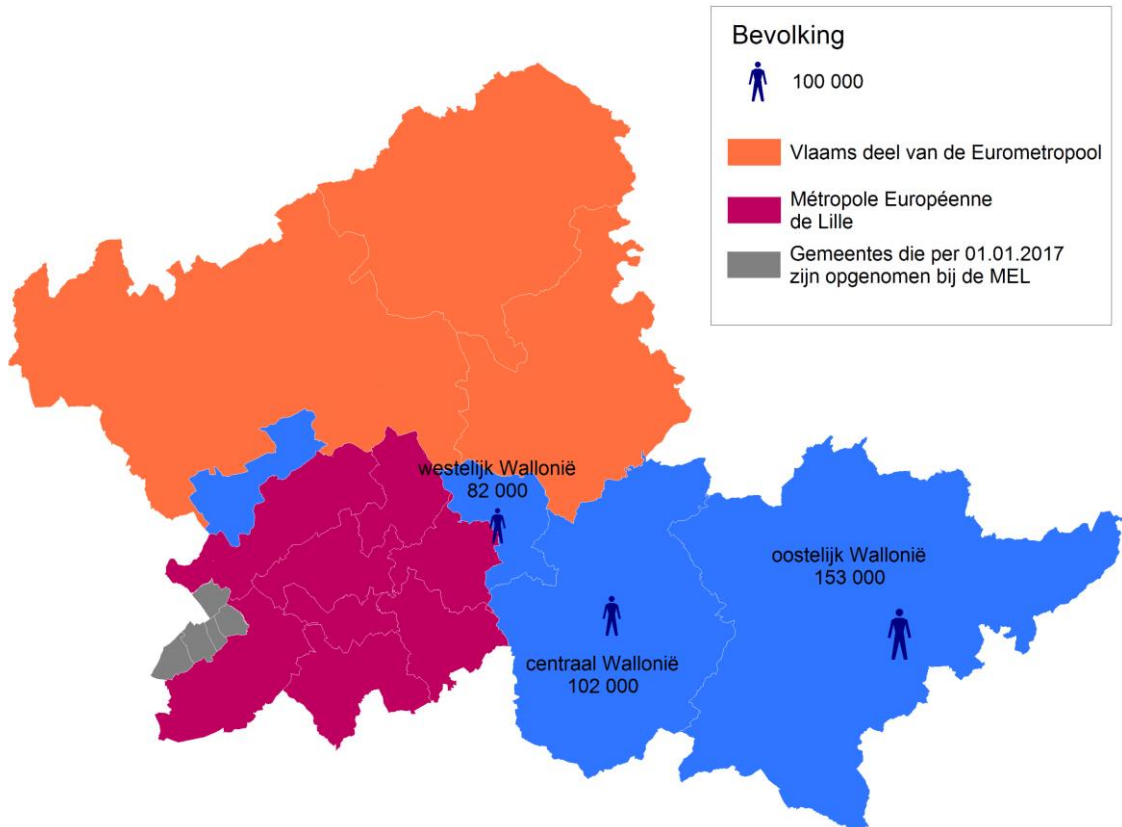 Bevolking
100 000
Vlaams deel van de Eurometropool
Métropole Européenne
de Lille
Gemeentes die per 01.01.2017
zijn opgenomen bij de MEL
westelijk Wallonië
82 000
oostelijk Wallonië
153 000
centraal Wallonië
102 000